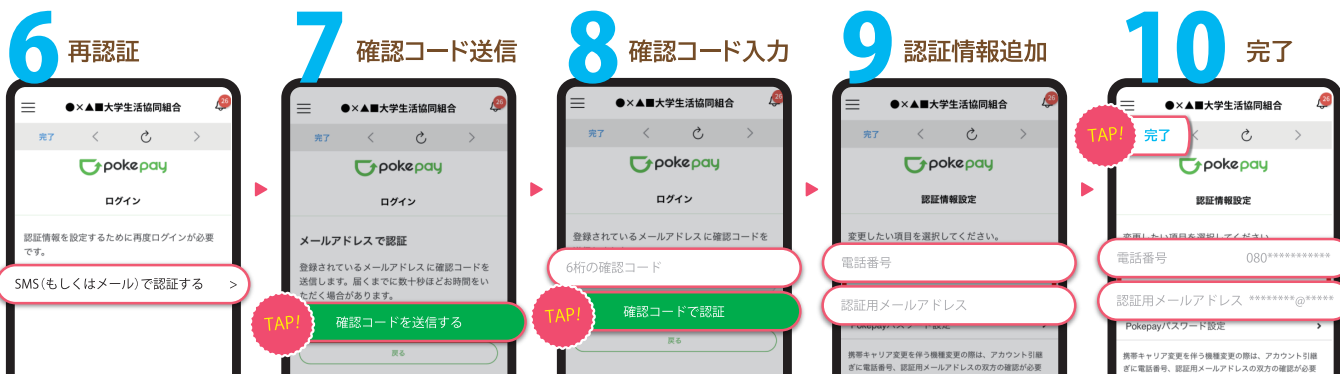 6 再認証
●×▲■大学生活協同組合
26
完了
pokepay
ログイン
認証情報を設定するために再度ログインが必要
です。
SMS（もしくはメール）で認証する >
7 確認コード送信
●×▲■大学生活協同組合
26
完了
pokepay
ログイン
メールアドレスで認証
登録されているメールアドレスに確認コードを
送信します。届くまでに数十秒ほどお時間をい
ただく場合があります。
TAP!
確認コードを送信する
戻る
8 確認コード入力
●×▲■大学生活協同組合
26
完了
pokepay
ログイン
登録されているメールアドレスに確認コードを
6桁の確認コード
TAP!
確認コードで認証
戻る
9 認証情報追加
●×▲■大学生活協同組合
26
完了
pokepay
認証情報設定
変更したい項目を選択してください。
電話番号
認証用メールアドレス
Pokepayパスワード設定
携帯キャリア変更を伴う機種変更の際は、アカウント引継
ぎに電話番号、認証用メールアドレスの双方の確認が必要
10 完了
●×▲■大学生活協同組合
26
TAP!
完了
pokepay
認証情報設定
変更したい項目を選択してください。
電話番号 080***********
認証用メールアドレス ********@*****
Pokepayパスワード設定
携帯キャリア変更を伴う機種変更の際は、アカウント引継
ぎに電話番号、認証用メールアドレスの双方の確認が必要